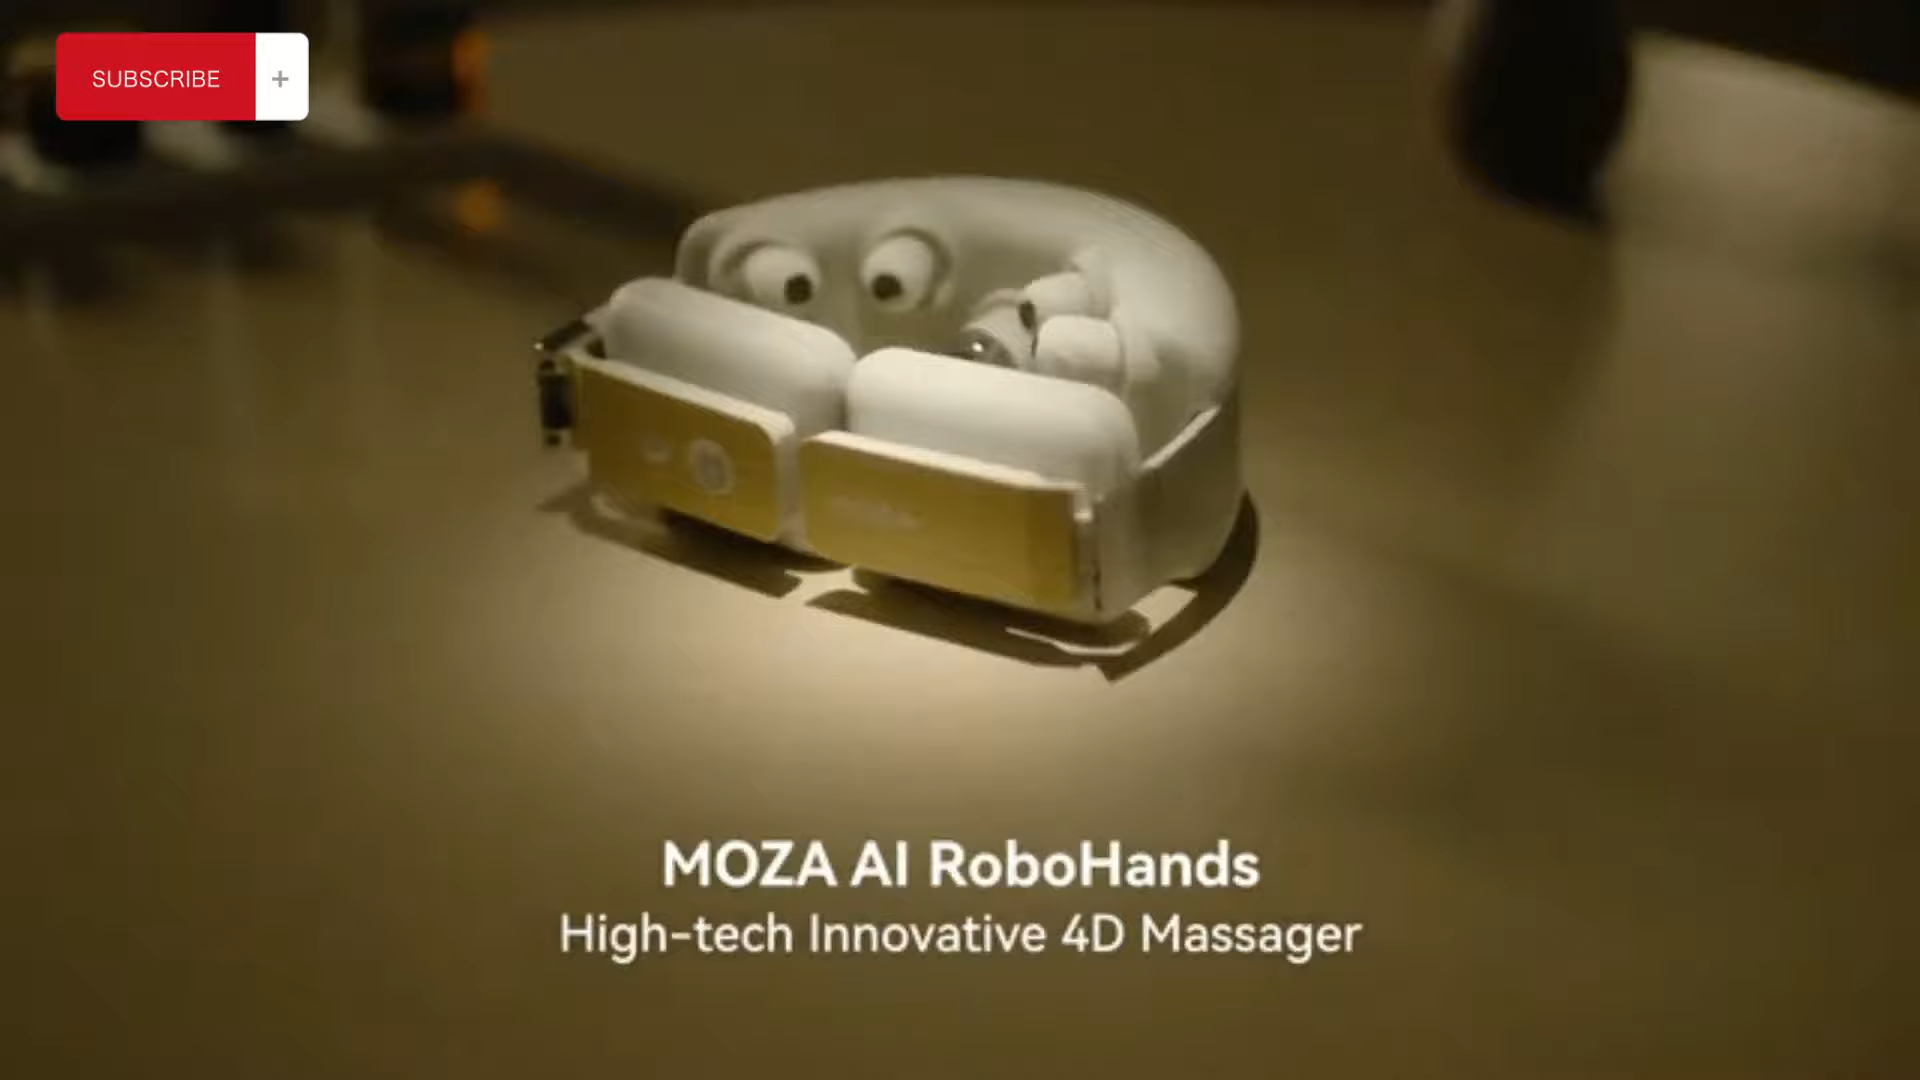 SUBSCRIBE +
MOZA AI RoboHands
High-tech Innovative 4D Massager